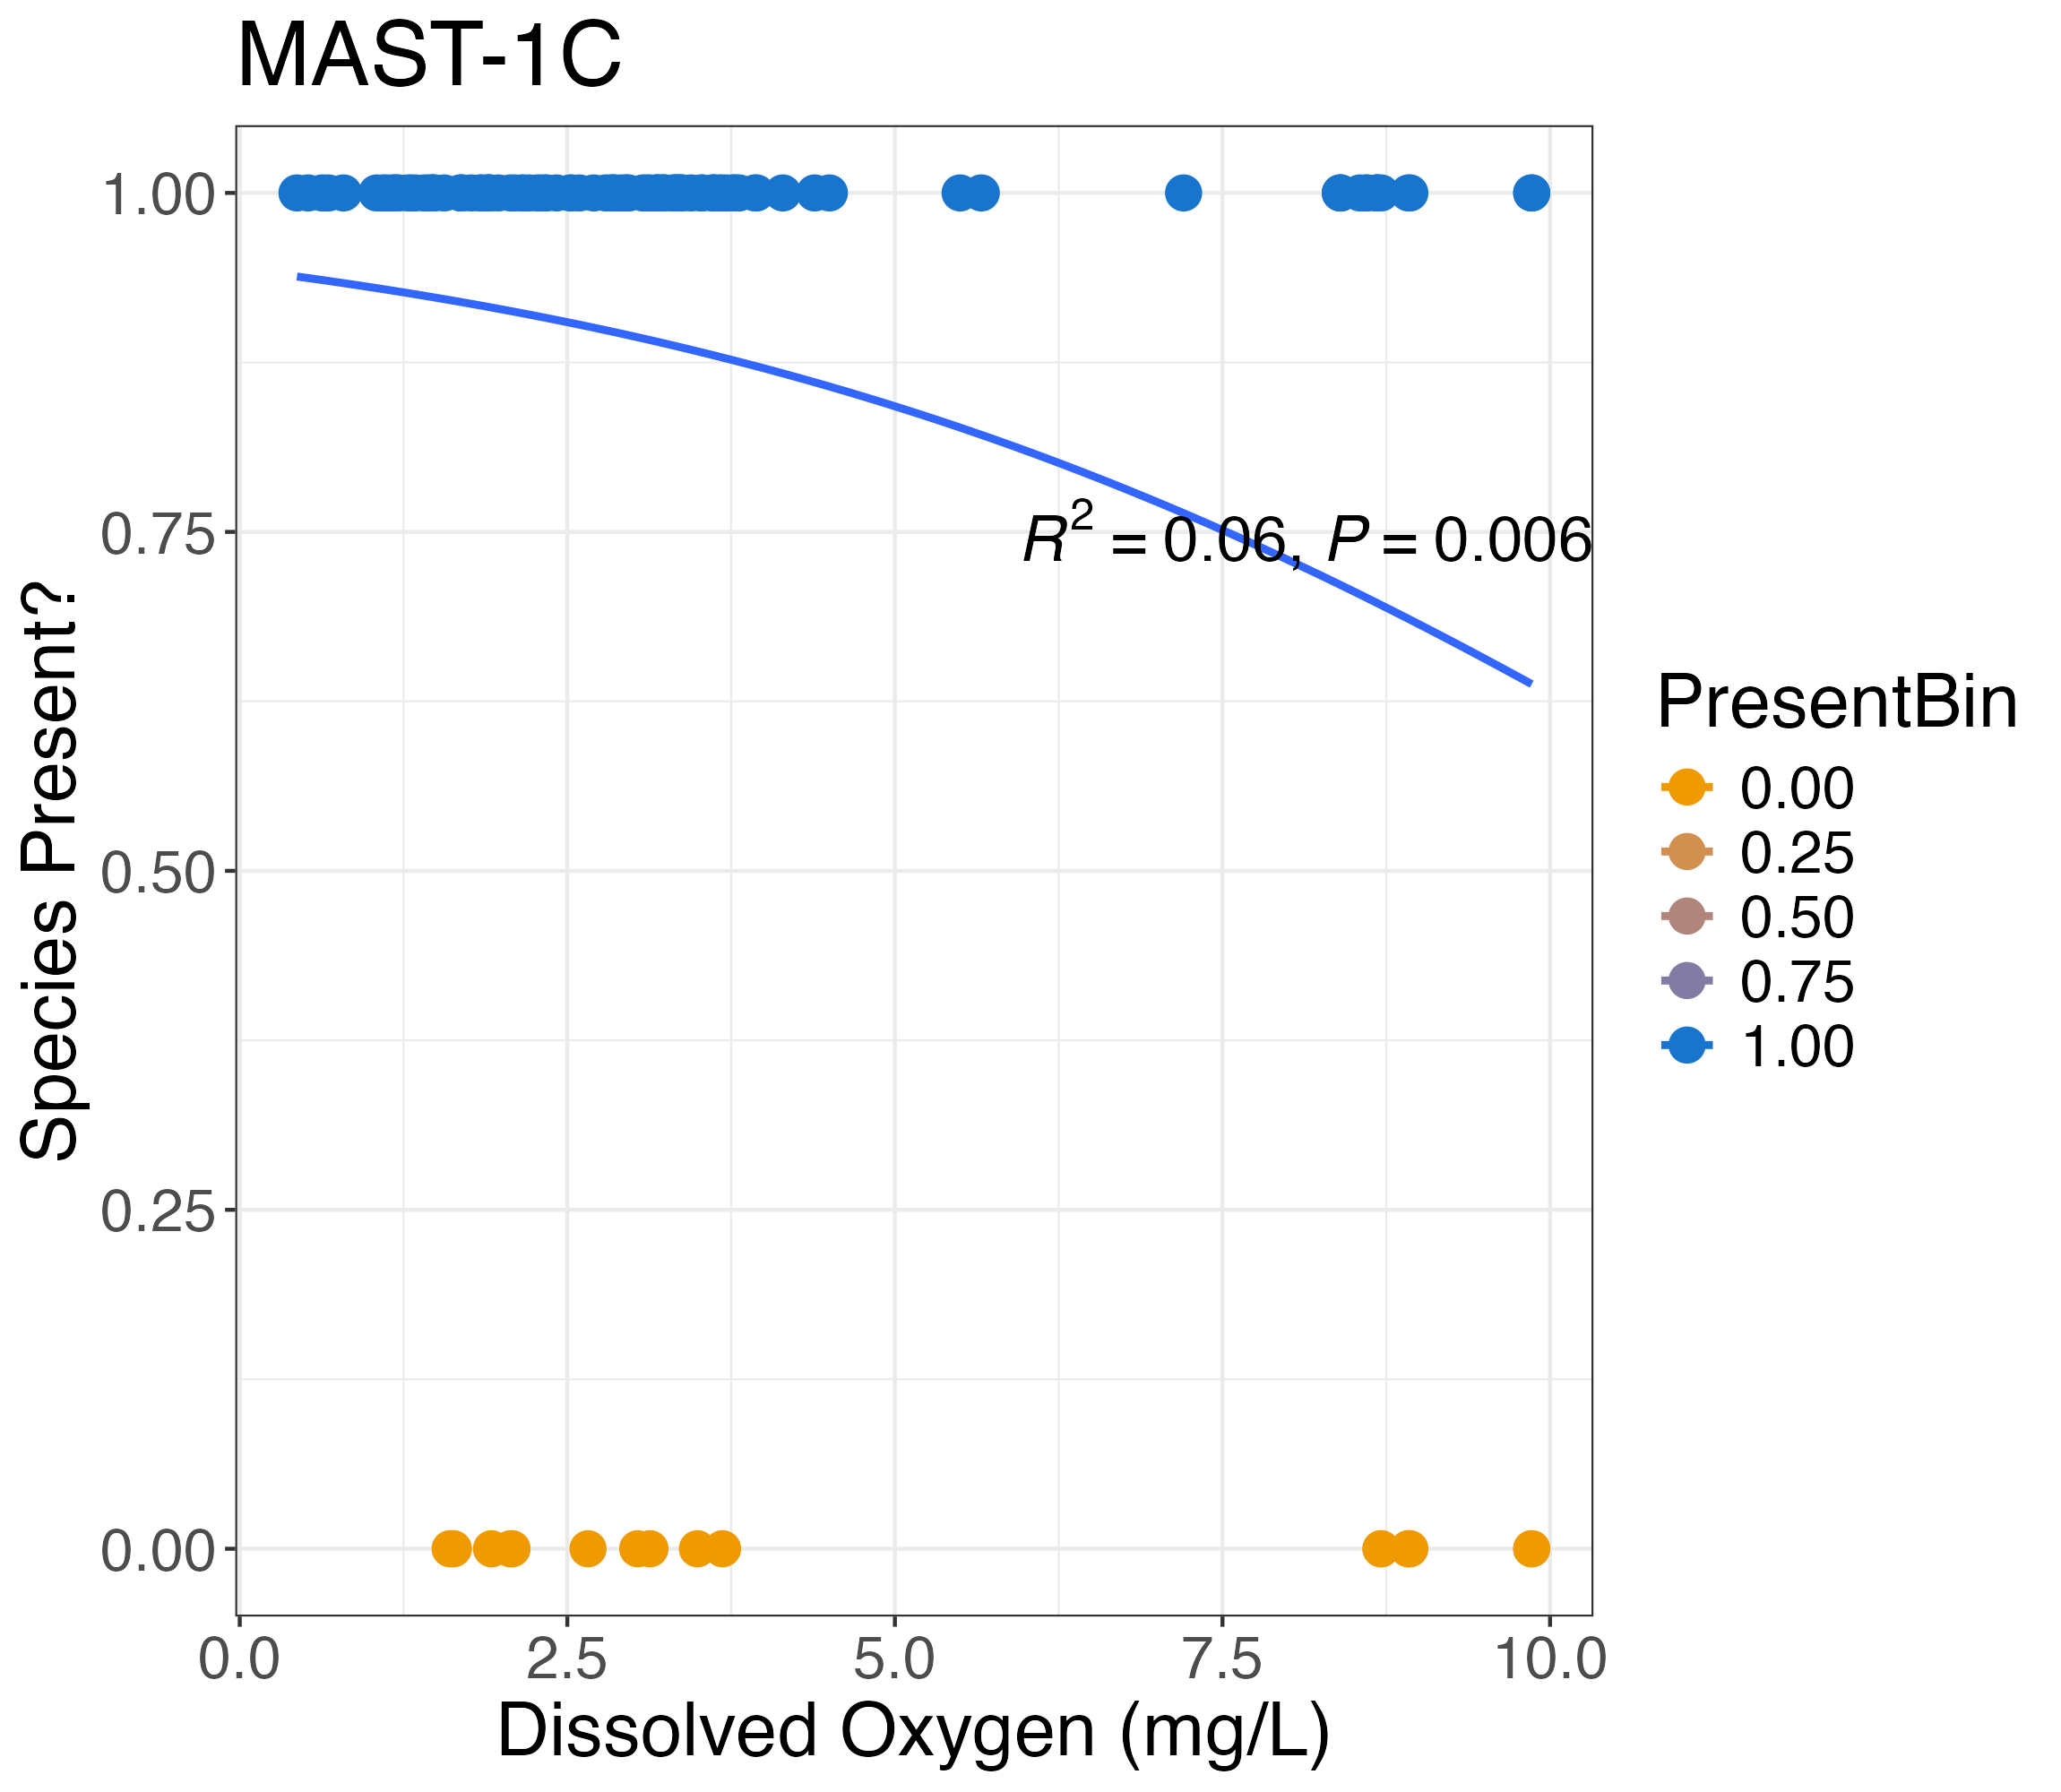 MAST-1C
1.00
0.75
0.50
0.25
0.00
Species Present?
R² = 0.06, P = 0.006
0.0 2.5 5.0 7.5 10.0
Dissolved Oxygen (mg/L)
PresentBin
0.00
0.25
0.50
0.75
1.00